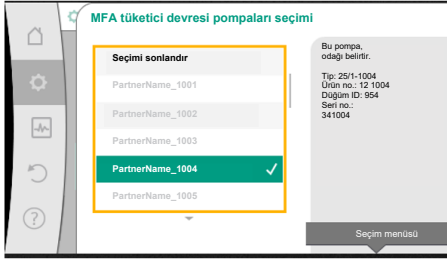 MFA tüketici devresi pompaları seçimi
Seçimi sonlandır
PartnerName_1001
PartnerName_1002
PartnerName_1003
PartnerName_1004
PartnerName_1005
Bu pompa,
odağı belirtir.
Tip: 25/1-1004
Ürün no.: 12 1004
Düğüm ID: 954
Seri no.:
341004
Seçim menüsü